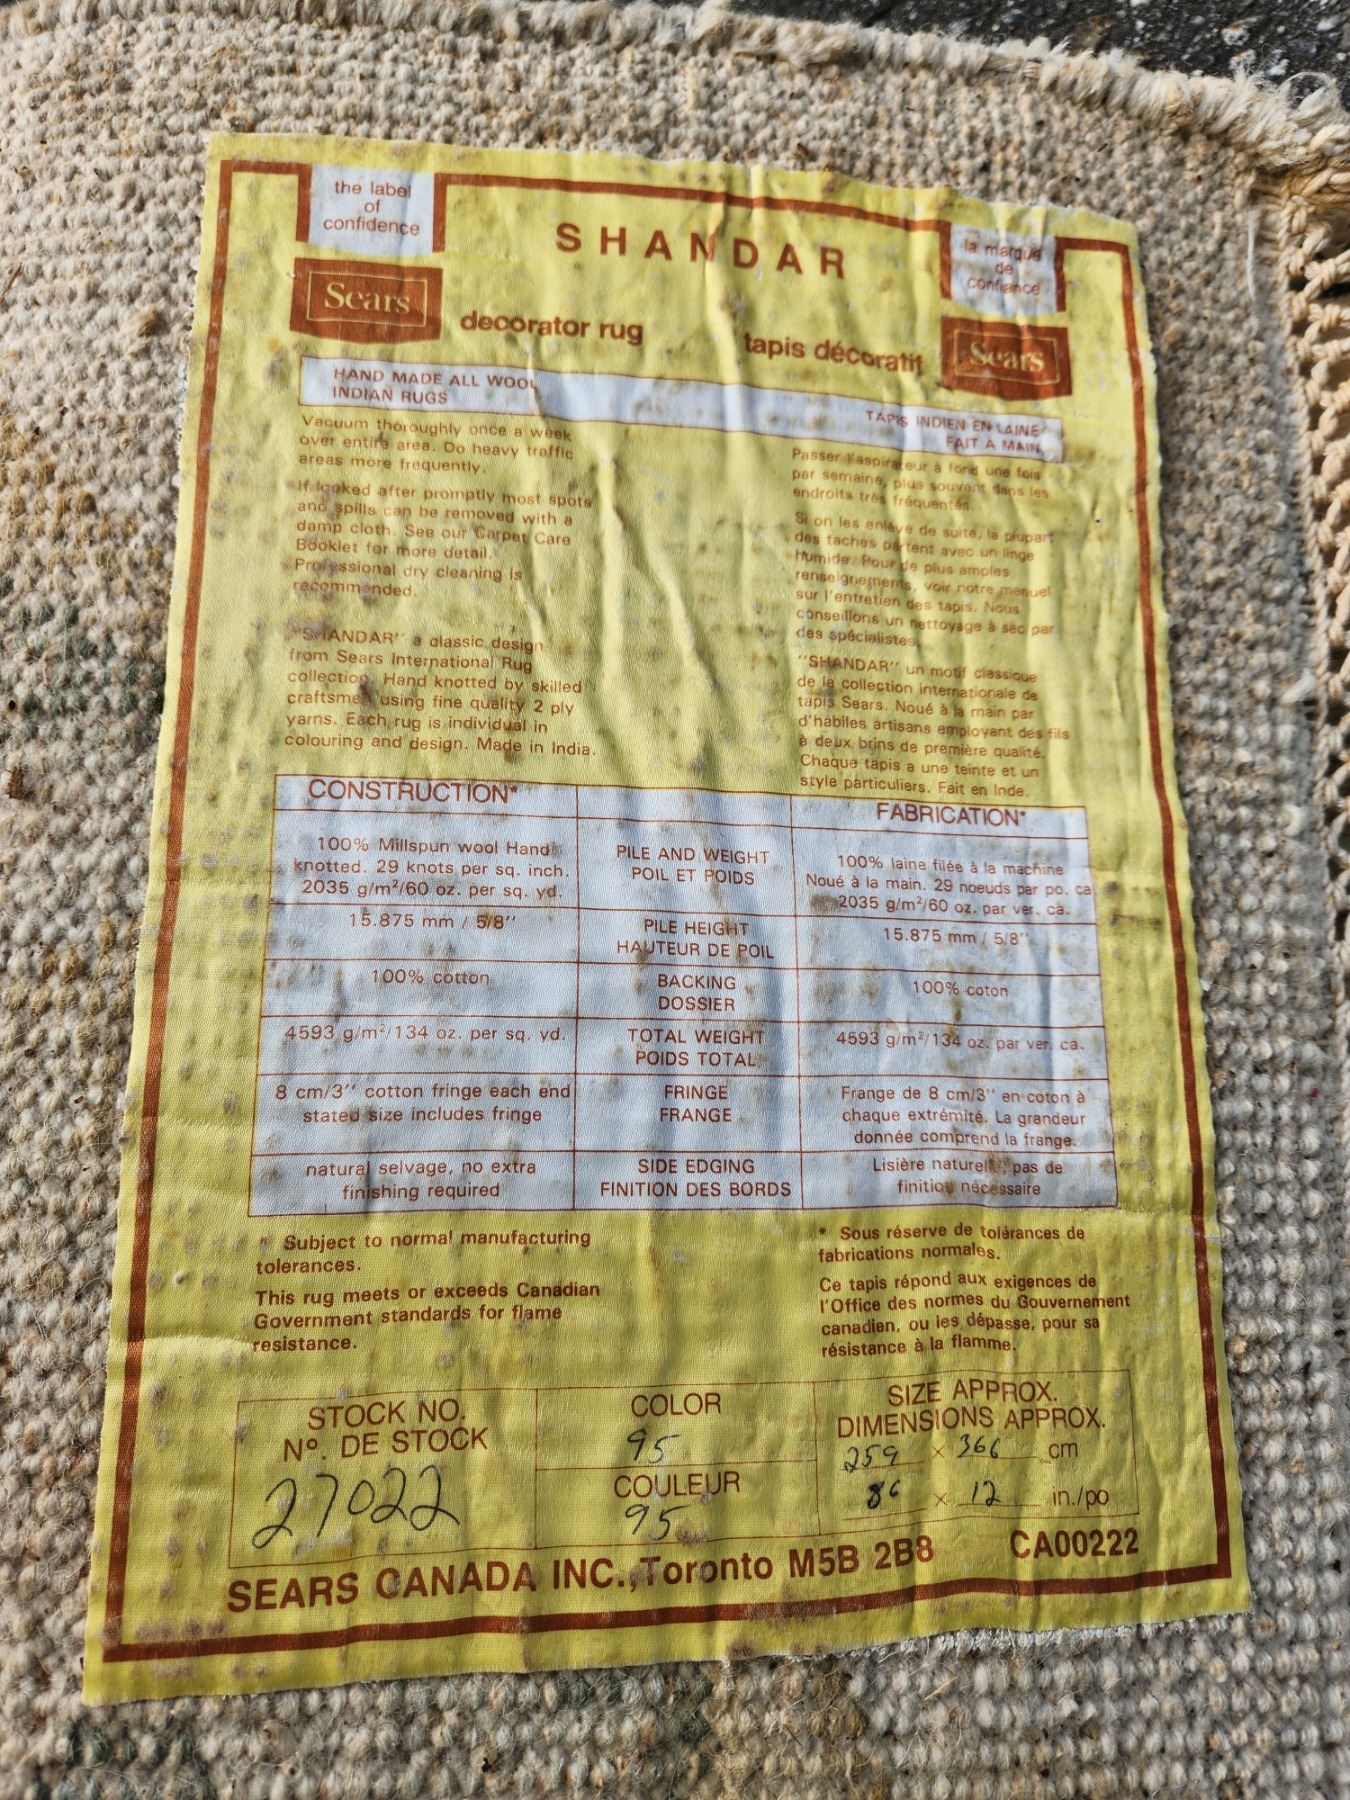 the label
of
confidence
Sears
SHANDAR
decorator rug
tapis décoratif
la marque
de
confiance
Sears
HAND MADE ALL WOOL
INDIAN RUGS
TAPIS INDIEN EN LAINE
FAIT A MAIN
Vacuum thoroughly once a week
over entire area. Do heavy traffic
areas more frequently.
If looked after promptly most spots
and spills can be removed with a
damp cloth. See our Carpet Care
Booklet for more detail.
Professional dry cleaning is
recommended.
"SHANDAR" a classic design
from Sears International Rug
collection. Hand knotted by skilled
craftsmen using fine quality 2 ply
yarns. Each rug is individual in
colouring and design. Made in India.
Passer l'aspirateur à fond une fois
par semaine, plus souvent dans les
endroits très fréquentés.
Si on les enlève de suite, la plupart
des taches partent avec un linge
humide. Pour de plus amples
renseignements, voir notre manuel
sur l'entretien des tapis. Nous
conseillons un nettoyage à sec par
des spécialistes.
"SHANDAR" un motif classique
de la collection internationale de
tapis Sears. Noué à la main par
d'habiles artisans employant des fils
à deux brins de première qualité.
Chaque tapis a une teinte et un
style particuliers. Fait en Inde.
CONSTRUCTION*
FABRICATION*
100% Millspun wool Hand
knotted. 29 knots per sq. inch.
2035 g/m²/60 oz. per sq. yd.
PILE AND WEIGHT
POIL ET POIDS
100% laine filée à la machine
Noué à la main. 29 noeuds par po. ca
2035 g/m²/60 oz. par ver. ca.
15.875 mm / 5/8''
PILE HEIGHT
HAUTEUR DE POIL
15.875 mm / 5/8''
100% cotton
BACKING
DOSSIER
100% coton
4593 g/m²/134 oz. per sq. yd.
TOTAL WEIGHT
POIDS TOTAL
4593 g/m²/134 oz. par ver. ca.
8 cm/3'' cotton fringe each end
stated size includes fringe
FRINGE
FRANGE
Frange de 8 cm/3'' en coton à
chaque extrémité. La grandeur
donnée comprend la frange.
natural selvage, no extra
finishing required
SIDE EDGING
FINITION DES BORDS
Lisière naturelle, pas de
finition nécessaire
* Subject to normal manufacturing
tolerances.
This rug meets or exceeds Canadian
Government standards for flame
resistance.
* Sous réserve de tolérances de
fabrications normales.
Ce tapis répond aux exigences de
l'Office des normes du Gouvernement
canadien, ou les dépasse, pour sa
résistance à la flamme.
STOCK NO.
Nº. DE STOCK
27022
COLOR
95
COULEUR
95
SIZE APPROX.
DIMENSIONS APPROX.
259 x 366 cm
86 x 12 in./po
SEARS CANADA INC., Toronto M5B 2B8 CA00222